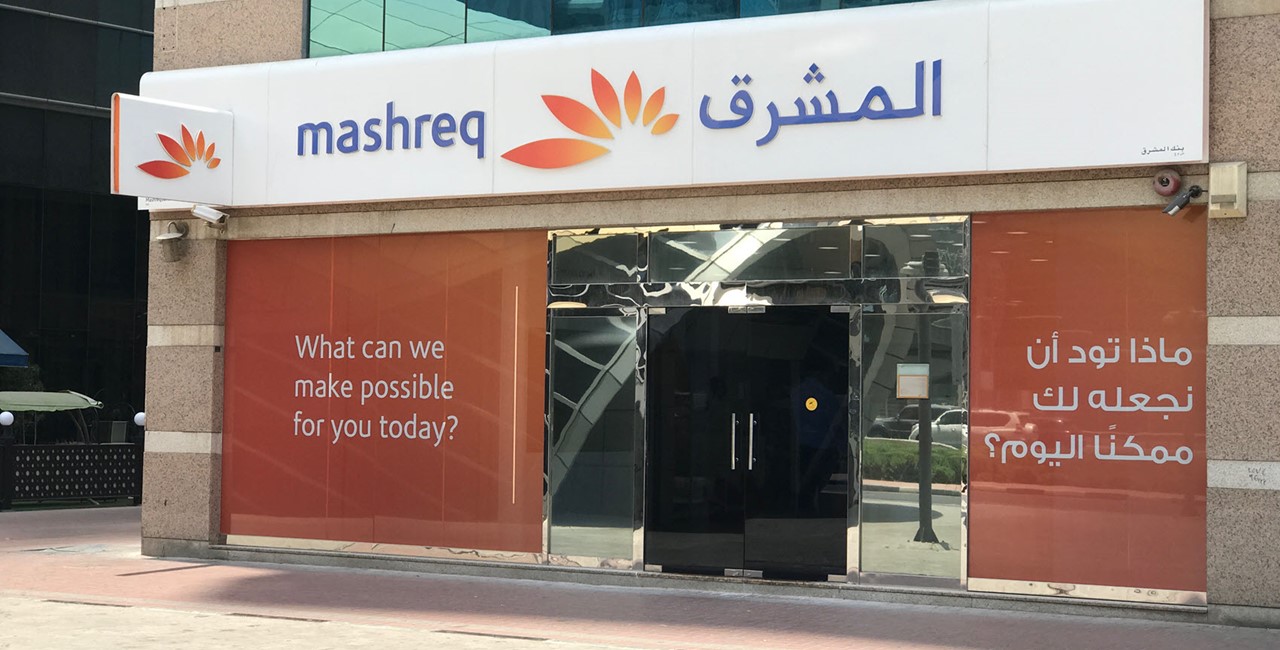 mashreq
المشرق
بنك المشرق
What can we
make possible
for you today?
ماذا تود أن
نجعله لك
ممكنًا اليوم؟